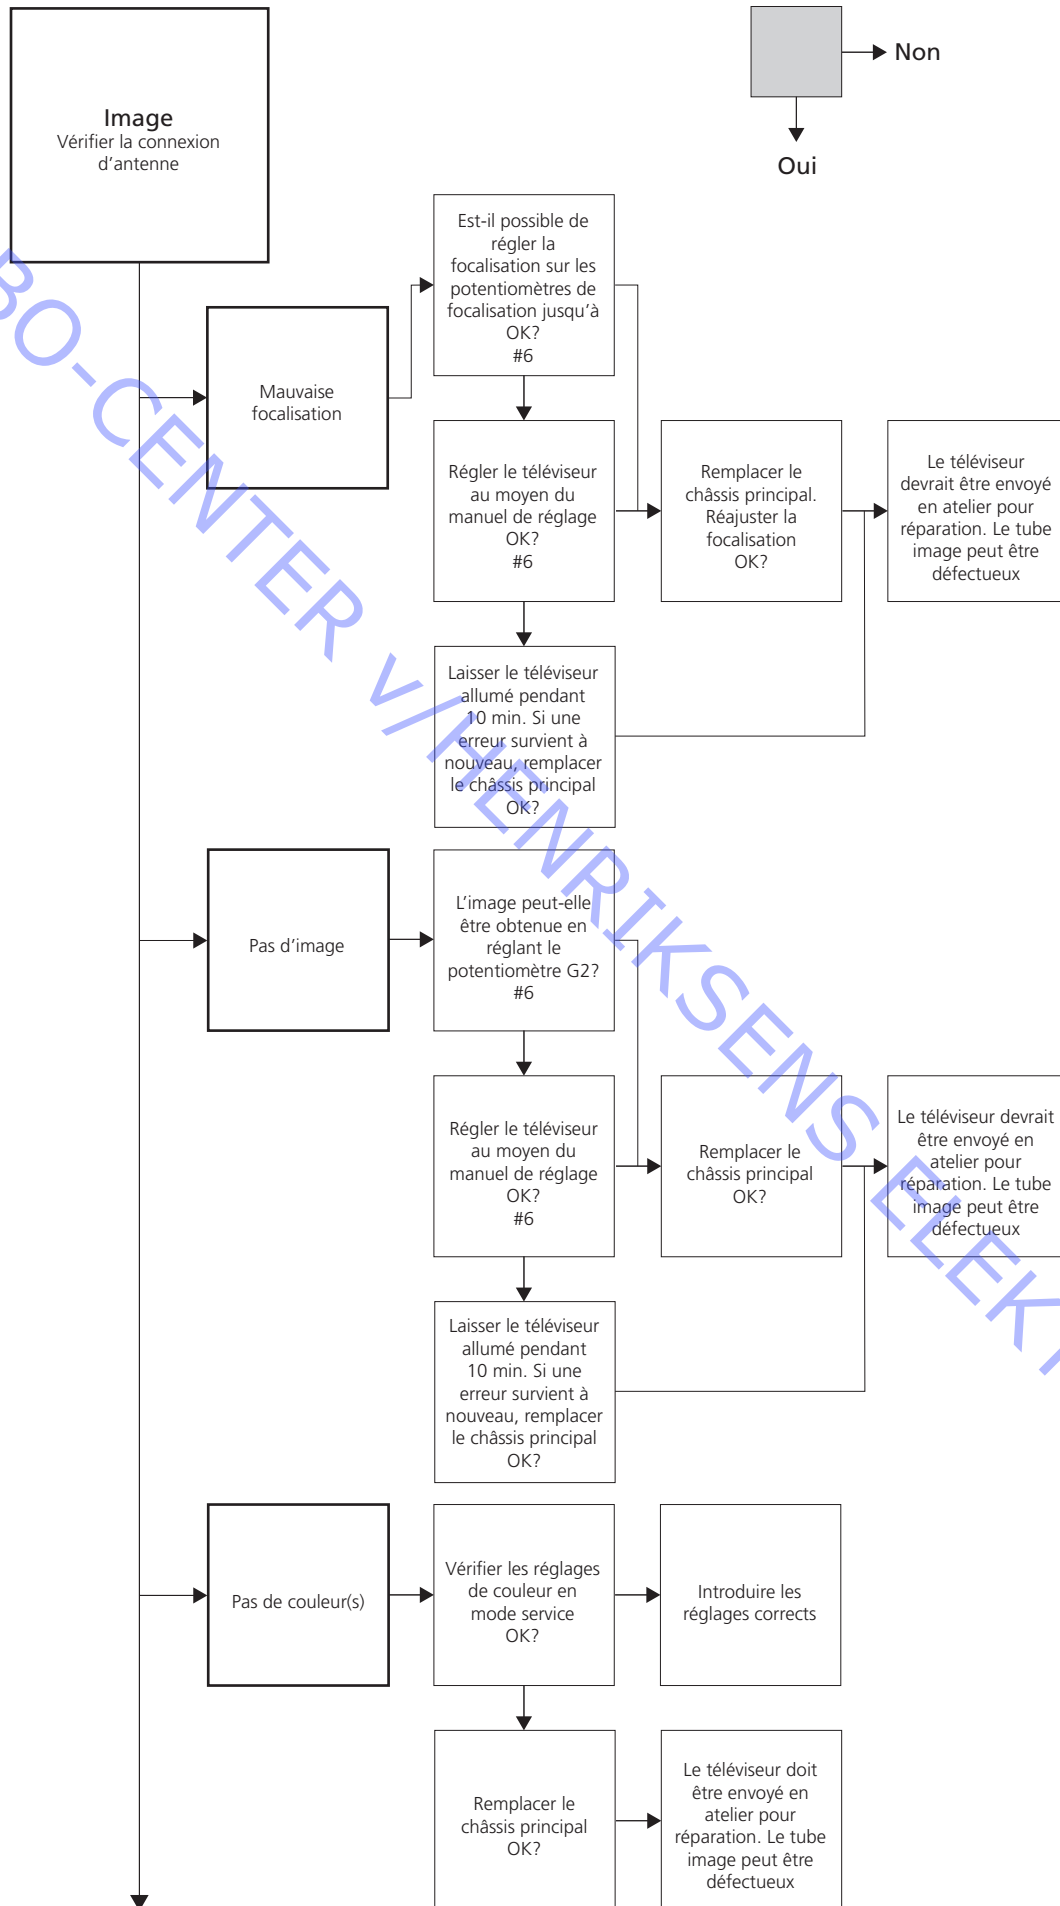 Image
Vérifier la connexion
d’antenne
Non
Oui
Est-il possible de
régler la
focalisation sur les
potentiomètres de
focalisation jusqu’à
OK?
#6
Mauvaise
focalisation
Régler le téléviseur
au moyen du
manuel de réglage
OK?
#6
Remplacer le
châssis principal.
Réajuster la
focalisation
OK?
Le téléviseur
devrait être envoyé
en atelier pour
réparation. Le tube
image peut être
défectueux
Laisser le téléviseur
allumé pendant
10 min. Si une
erreur survient à
nouveau, remplacer
le châssis principal
OK?
Pas d’image
L’image peut-elle
être obtenue en
réglant le
potentiomètre G2?
#6
Régler le téléviseur
au moyen du
manuel de réglage
OK?
#6
Remplacer le
châssis principal
OK?
Le téléviseur devrait
être envoyé en
atelier pour
réparation. Le tube
image peut être
défectueux
Laisser le téléviseur
allumé pendant
10 min. Si une
erreur survient à
nouveau, remplacer
le châssis principal
OK?
Pas de couleur(s)
Vérifier les réglages
de couleur en
mode service
OK?
Introduire les
réglages corrects
Remplacer le
châssis principal
OK?
Le téléviseur doit
être envoyé en
atelier pour
réparation. Le tube
image peut être
défectueux
BO-CENTER v/HENRIKSENS ELEKT